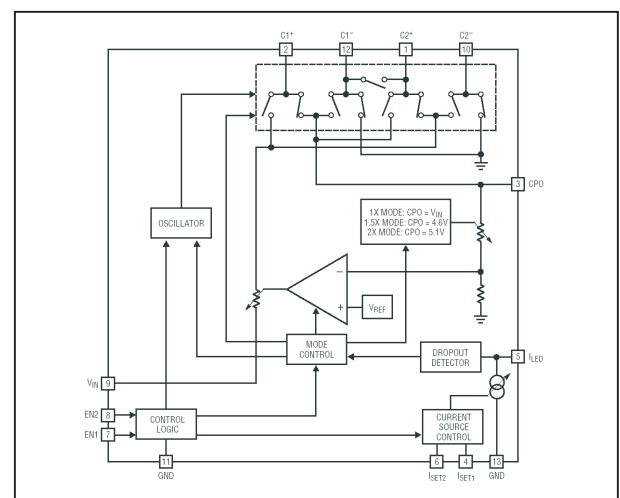 C1+ C1− C2+ C2−
2 12 1 10
3 CPO
OSCILLATOR
1X MODE: CPO = VIN
1.5X MODE: CPO = 4.6V
2X MODE: CPO = 5.1V
−
+
VREF
MODE
CONTROL
DROPOUT
DETECTOR
5 ILED
VIN 9
EN2 8
EN1 7
CONTROL
LOGIC
CURRENT
SOURCE
CONTROL
11 6 4 13
GND ISET2 ISET1 GND